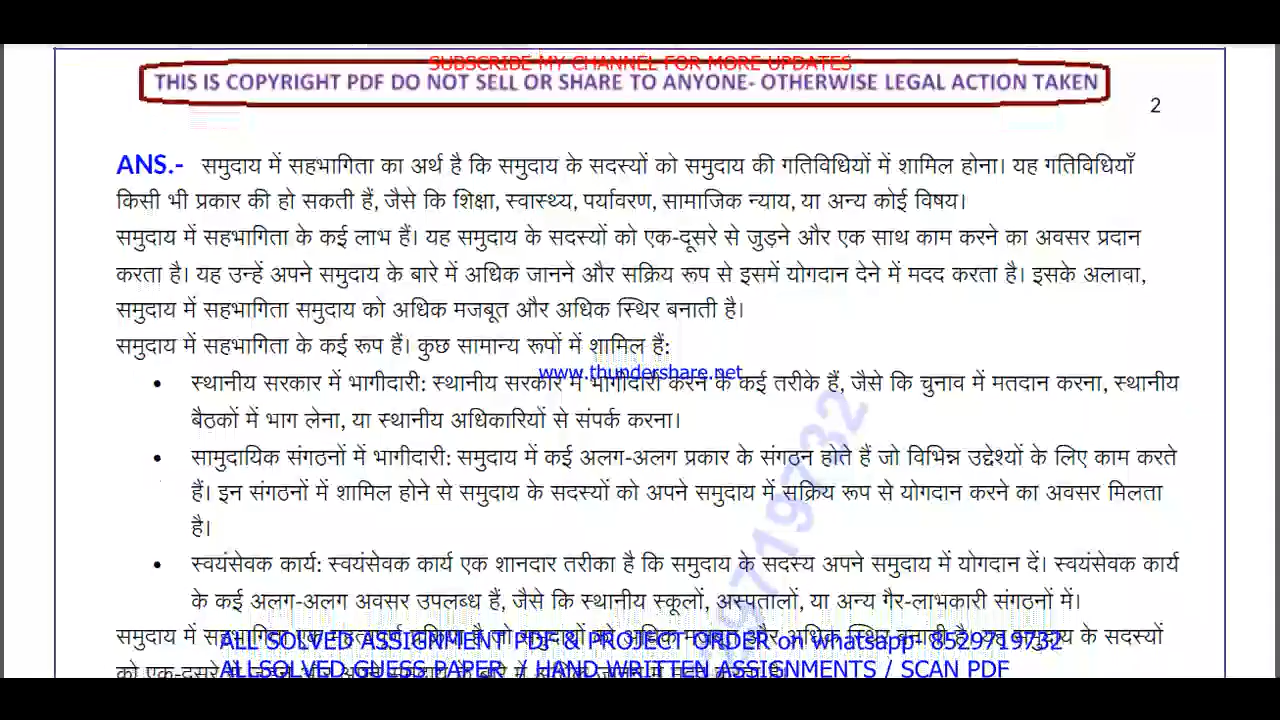 SUBSCRIBE MY CHANNEL FOR MORE UPDATES
THIS IS COPYRIGHT PDF DO NOT SELL OR SHARE TO ANYONE- OTHERWISE LEGAL ACTION TAKEN
2
ANS.- समुदाय में सहभागिता का अर्थ है कि समुदाय के सदस्यों को समुदाय की गतिविधियों में शामिल होना। यह गतिविधियाँ
किसी भी प्रकार की हो सकती हैं, जैसे कि शिक्षा, स्वास्थ्य, पर्यावरण, सामाजिक न्याय, या अन्य कोई विषय।
समुदाय में सहभागिता के कई लाभ हैं। यह समुदाय के सदस्यों को एक-दूसरे से जुड़ने और एक साथ काम करने का अवसर प्रदान
करता है। यह उन्हें अपने समुदाय के बारे में अधिक जानने और सक्रिय रूप से इसमें योगदान देने में मदद करता है। इसके अलावा,
समुदाय में सहभागिता समुदाय को अधिक मजबूत और अधिक स्थिर बनाती है।
समुदाय में सहभागिता के कई रूप हैं। कुछ सामान्य रूपों में शामिल हैं:
www.thundershare.net
• स्थानीय सरकार में भागीदारी: स्थानीय सरकार में भागीदारी करने के कई तरीके हैं, जैसे कि चुनाव में मतदान करना, स्थानीय
बैठकों में भाग लेना, या स्थानीय अधिकारियों से संपर्क करना।
• सामुदायिक संगठनों में भागीदारी: समुदाय में कई अलग-अलग प्रकार के संगठन होते हैं जो विभिन्न उद्देश्यों के लिए काम करते
हैं। इन संगठनों में शामिल होने से समुदाय के सदस्यों को अपने समुदाय में सक्रिय रूप से योगदान करने का अवसर मिलता
है।
• स्वयंसेवक कार्य: स्वयंसेवक कार्य एक शानदार तरीका है कि समुदाय के सदस्य अपने समुदाय में योगदान दें। स्वयंसेवक कार्य
के कई अलग-अलग अवसर उपलब्ध हैं, जैसे कि स्थानीय स्कूलों, अस्पतालों, या अन्य गैर-लाभकारी संगठनों में।
समुदाय में के सदस्यों
ALL SOLVED ASSIGNMENT PDF & PROJECT ORDER on whatsapp- 8529719732
को एक-दूसरे
ALLSOLVED GUESS PAPER / HAND WRITTEN ASSIGNMENTS / SCAN PDF